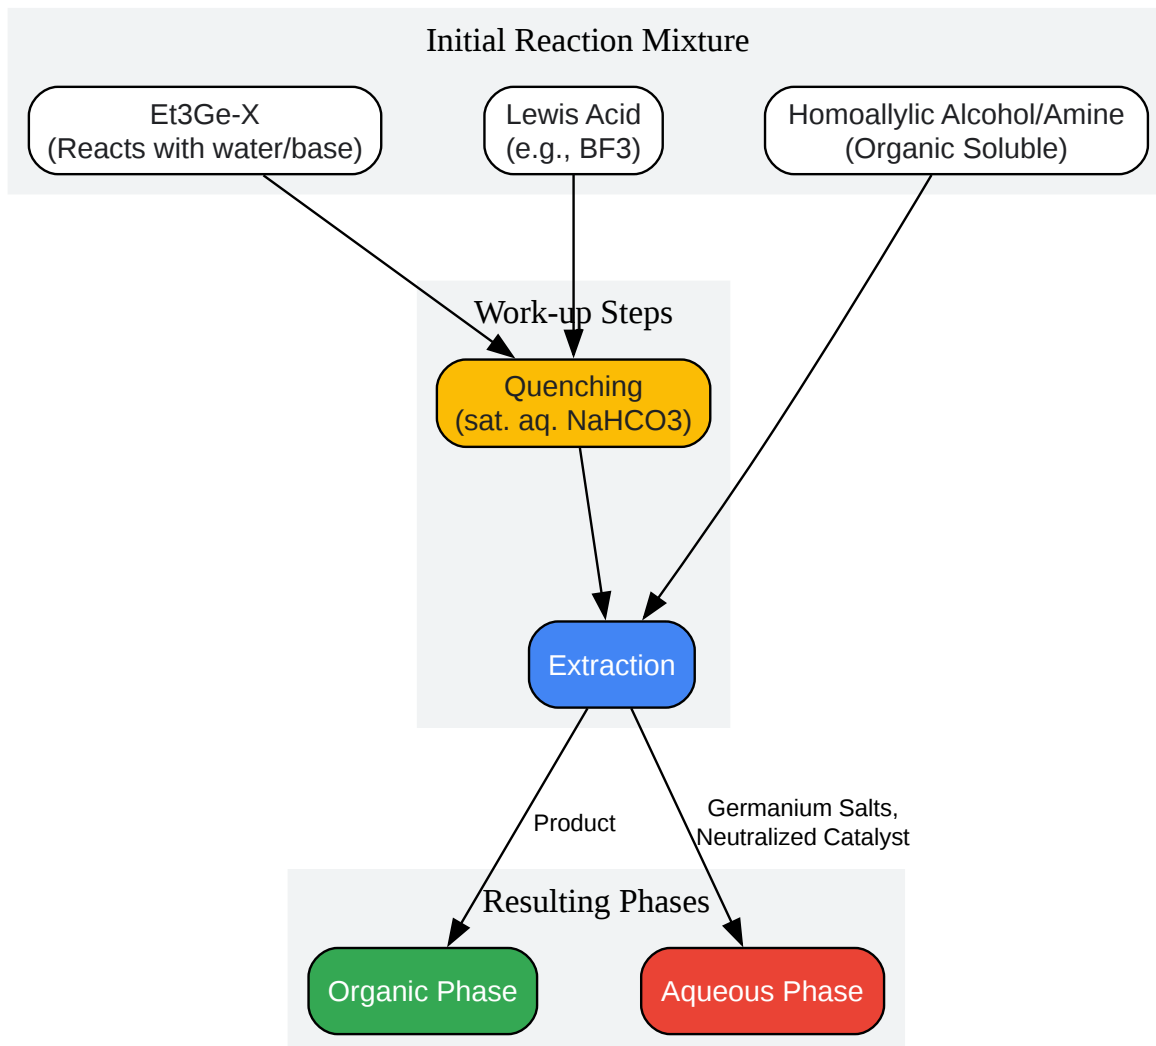 Initial Reaction Mixture
Et3Ge-X
(Reacts with water/base)
Lewis Acid
(e.g., BF3)
Homoallylic Alcohol/Amine
(Organic Soluble)
Work-up Steps
Quenching
(sat. aq. NaHCO3)
Extraction
Product
Germanium Salts,
Neutralized Catalyst
Resulting Phases
Organic Phase
Aqueous Phase